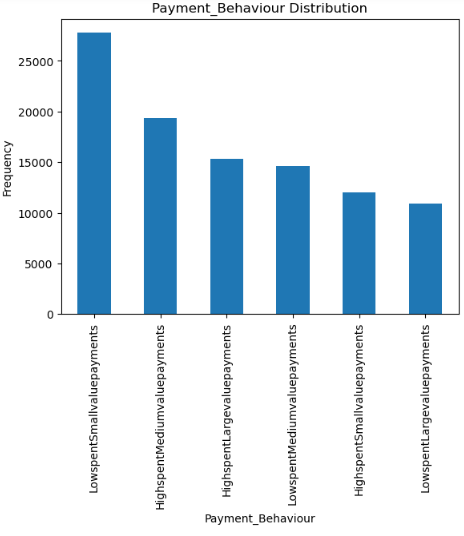 Payment_Behaviour Distribution
Frequency
25000
20000
15000
10000
5000
0
LowspentSmallvaluepayments
HighspentMediumvaluepayments
HighspentLargevaluepayments
LowspentMediumvaluepayments
HighspentSmallvaluepayments
LowspentLargevaluepayments
Payment_Behaviour